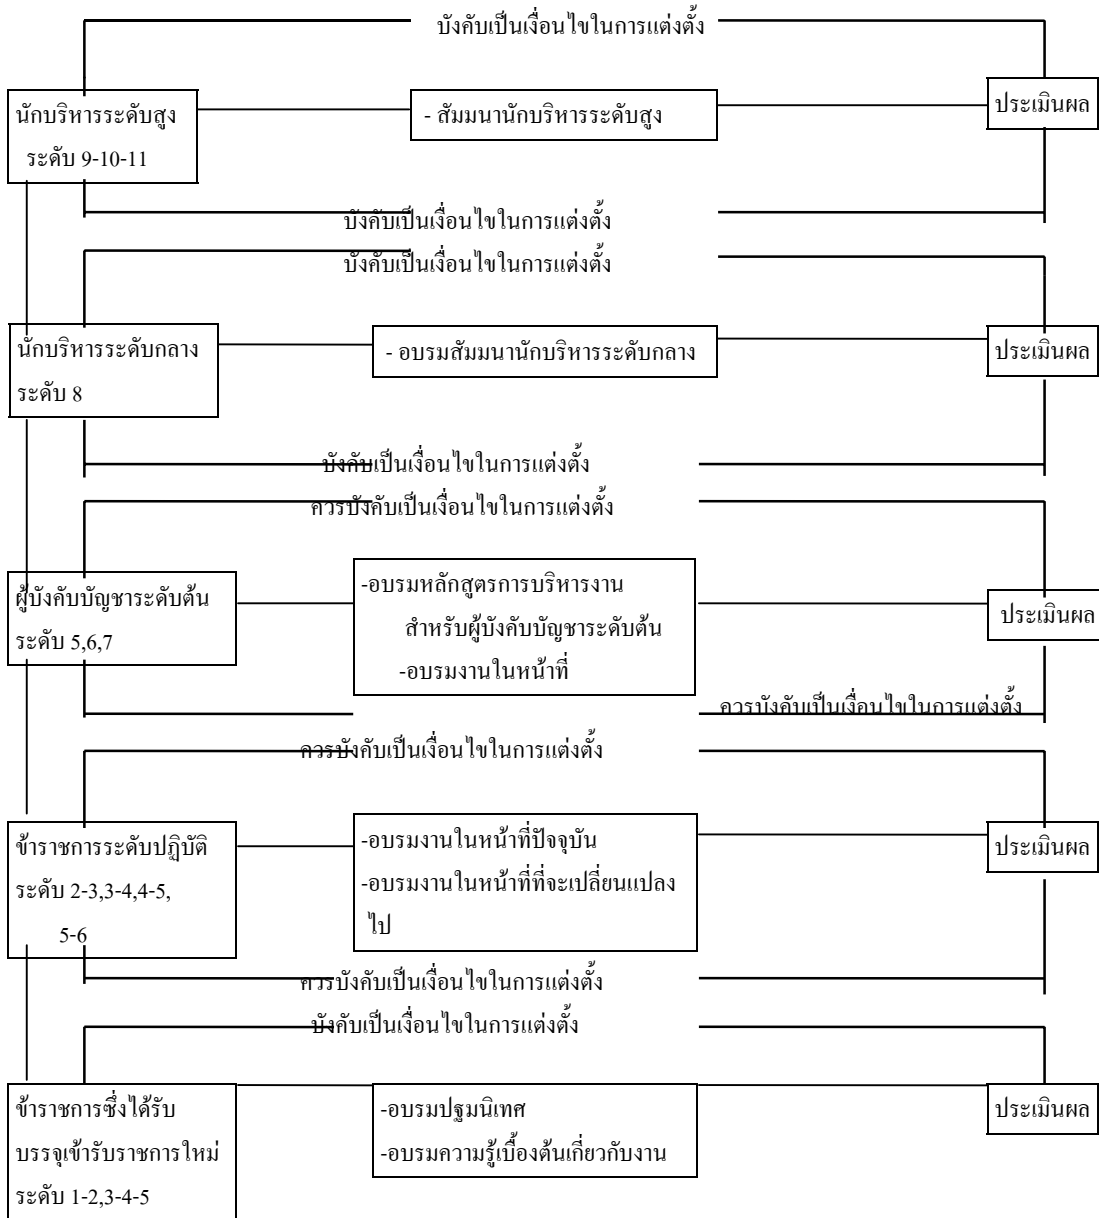 บังคับเป็นเงื่อนไขในการแต่งตั้ง
นักบริหารระดับสูง
ระดับ 9-10-11
- สัมมนานักบริหารระดับสูง
ประเมินผล
บังคับเป็นเงื่อนไขในการแต่งตั้ง
บังคับเป็นเงื่อนไขในการแต่งตั้ง
นักบริหารระดับกลาง
ระดับ 8
- อบรมสัมมนานักบริหารระดับกลาง
ประเมินผล
บังคับเป็นเงื่อนไขในการแต่งตั้ง
ควรบังคับเป็นเงื่อนไขในการแต่งตั้ง
ผู้บังคับบัญชาระดับต้น
ระดับ 5,6,7
-อบรมหลักสูตรการบริหารงาน
สำหรับผู้บังคับบัญชาระดับต้น
-อบรมงานในหน้าที่
ประเมินผล
ควรบังคับเป็นเงื่อนไขในการแต่งตั้ง
ควรบังคับเป็นเงื่อนไขในการแต่งตั้ง
ข้าราชการระดับปฏิบัติ
ระดับ 2-3,3-4,4-5,
5-6
-อบรมงานในหน้าที่ปัจจุบัน
-อบรมงานในหน้าที่ที่จะเปลี่ยนแปลง
ไป
ประเมินผล
ควรบังคับเป็นเงื่อนไขในการแต่งตั้ง
บังคับเป็นเงื่อนไขในการแต่งตั้ง
ข้าราชการซึ่งได้รับ
บรรจุเข้ารับราชการใหม่
ระดับ 1-2,3-4-5
-อบรมปฐมนิเทศ
-อบรมความรู้เบื้องต้นเกี่ยวกับงาน
ประเมินผล